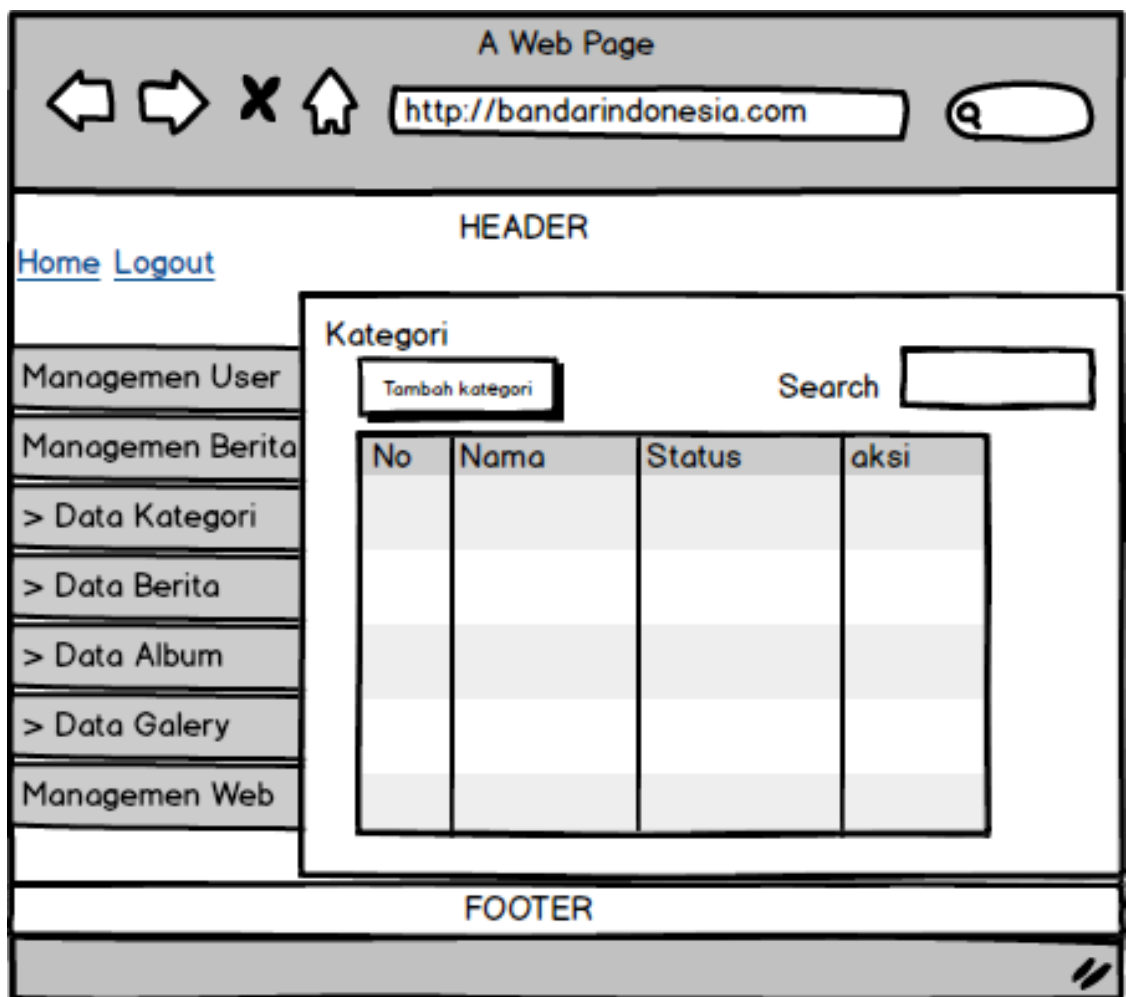 A Web Page
http://bandarindonesia.com
HEADER
Home Logout
Kategori
Tambah kategori
Search
Managemen User
Managemen Berita
> Data Kategori
> Data Berita
> Data Album
> Data Galery
Managemen Web
No Nama Status aksi
FOOTER